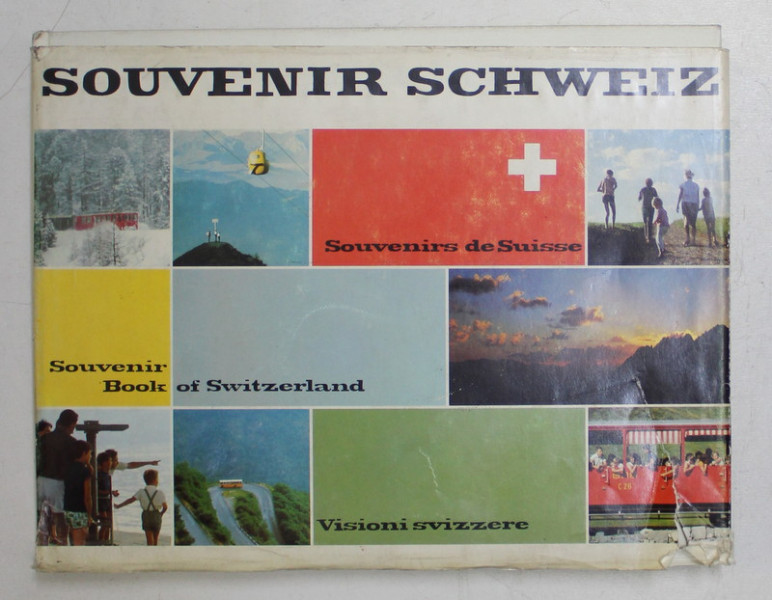 SOUVENIR SCHWEIZ
Souvenirs de Suisse
Souvenir
Book of Switzerland
Visioni svizzere